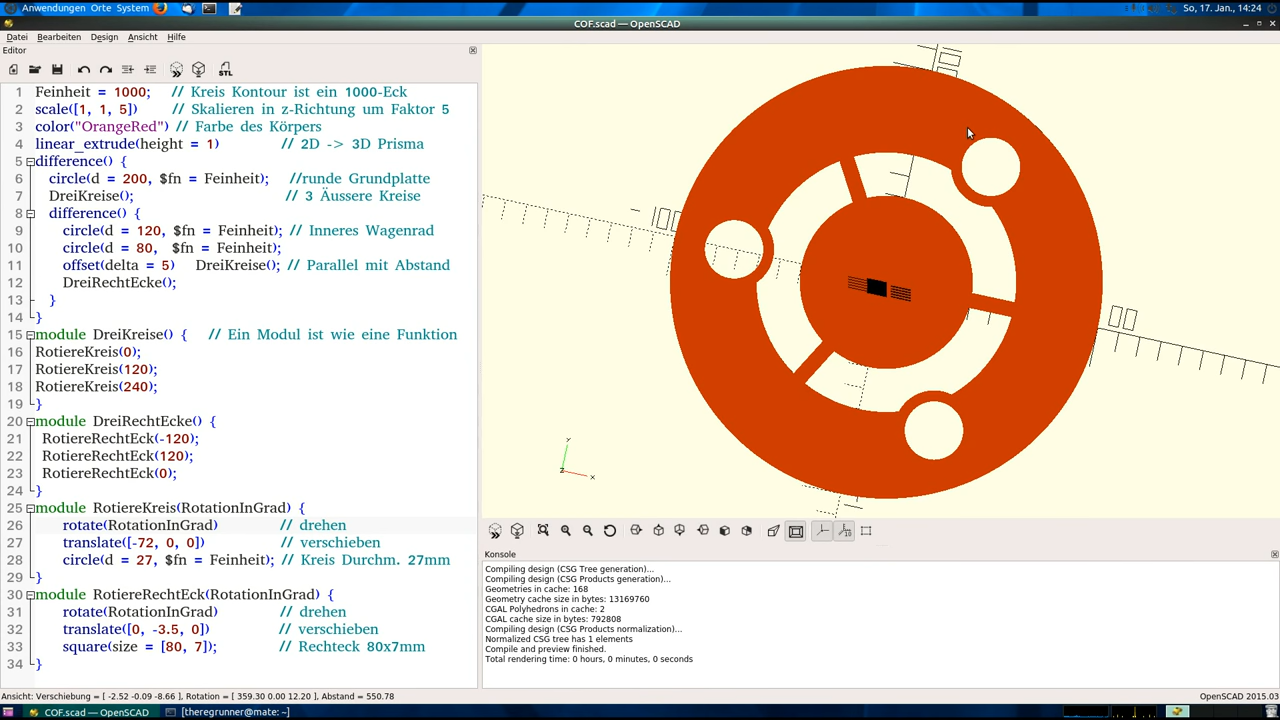 Anwendungen Orte System
So, 17. Jan., 14:24
COF.scad — OpenSCAD
Datei Bearbeiten Design Ansicht Hilfe
Editor
STL
1 Feinheit = 1000; // Kreis Kontour ist ein 1000-Eck
2 scale([1, 1, 5]) // Skalieren in z-Richtung um Faktor 5
3 color("OrangeRed") // Farbe des Körpers
4 linear_extrude(height = 1) // 2D -> 3D Prisma
5 difference() {
6 circle(d = 200, $fn = Feinheit); //runde Grundplatte
7 DreiKreise(); // 3 Äussere Kreise
8 difference() {
9 circle(d = 120, $fn = Feinheit); // Inneres Wagenrad
10 circle(d = 80, $fn = Feinheit);
11 offset(delta = 5) DreiKreise(); // Parallel mit Abstand
12 DreiRechtEcke();
13 }
14 }
15 module DreiKreise() { // Ein Modul ist wie eine Funktion
16 RotiereKreis(0);
17 RotiereKreis(120);
18 RotiereKreis(240);
19 }
20 module DreiRechtEcke() {
21 RotiereRechtEck(-120);
22 RotiereRechtEck(120);
23 RotiereRechtEck(0);
24 }
25 module RotiereKreis(RotationInGrad) {
26 rotate(RotationInGrad) // drehen
27 translate([-72, 0, 0]) // verschieben
28 circle(d = 27, $fn = Feinheit); // Kreis Durchm. 27mm
29 }
30 module RotiereRechtEck(RotationInGrad) {
31 rotate(RotationInGrad) // drehen
32 translate([0, -3.5, 0]) // verschieben
33 square(size = [80, 7]); // Rechteck 80x7mm
34 }
y
z
x
Konsole
Compiling design (CSG Tree generation)...
Compiling design (CSG Products generation)...
Geometries in cache: 168
Geometry cache size in bytes: 13169760
CGAL Polyhedrons in cache: 2
CGAL cache size in bytes: 792808
Compiling design (CSG Products normalization)...
Normalized CSG tree has 1 elements
Compile and preview finished.
Total rendering time: 0 hours, 0 minutes, 0 seconds
Ansicht: Verschiebung = [ -2.52 -0.09 -8.66 ], Rotation = [ 359.30 0.00 12.20 ], Abstand = 550.78
OpenSCAD 2015.03
COF.scad — OpenSCAD
[theregrunner@mate: ~]